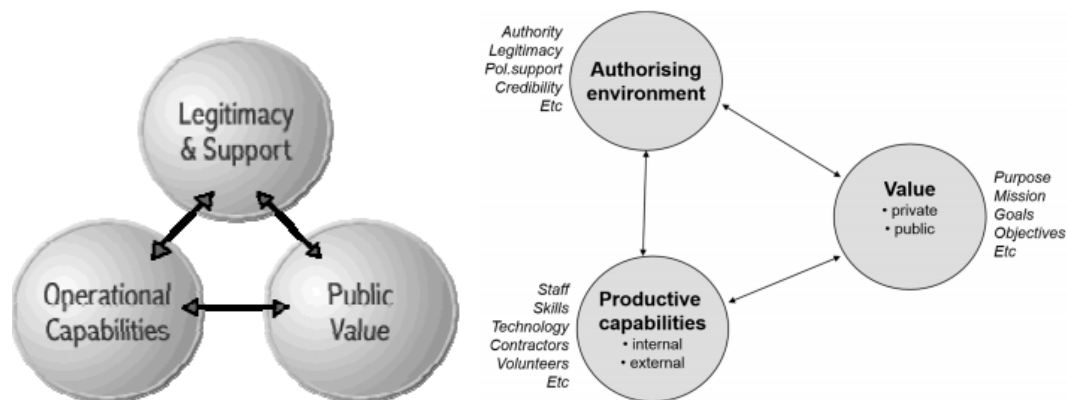 Legitimacy
& Support
Operational
Capabilities
Public
Value
Authority
Legitimacy
Pol.support
Credibility
Etc
Authorising
environment
Value
• private
• public
Purpose
Mission
Goals
Objectives
Etc
Staff
Skills
Technology
Contractors
Volunteers
Etc
Productive
capabilities
• internal
• external